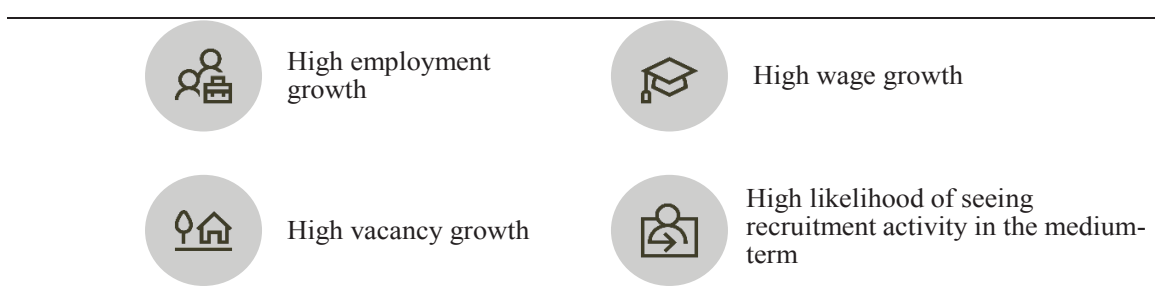 High employment
growth
High wage growth
High vacancy growth
High likelihood of seeing
recruitment activity in the medium-
term